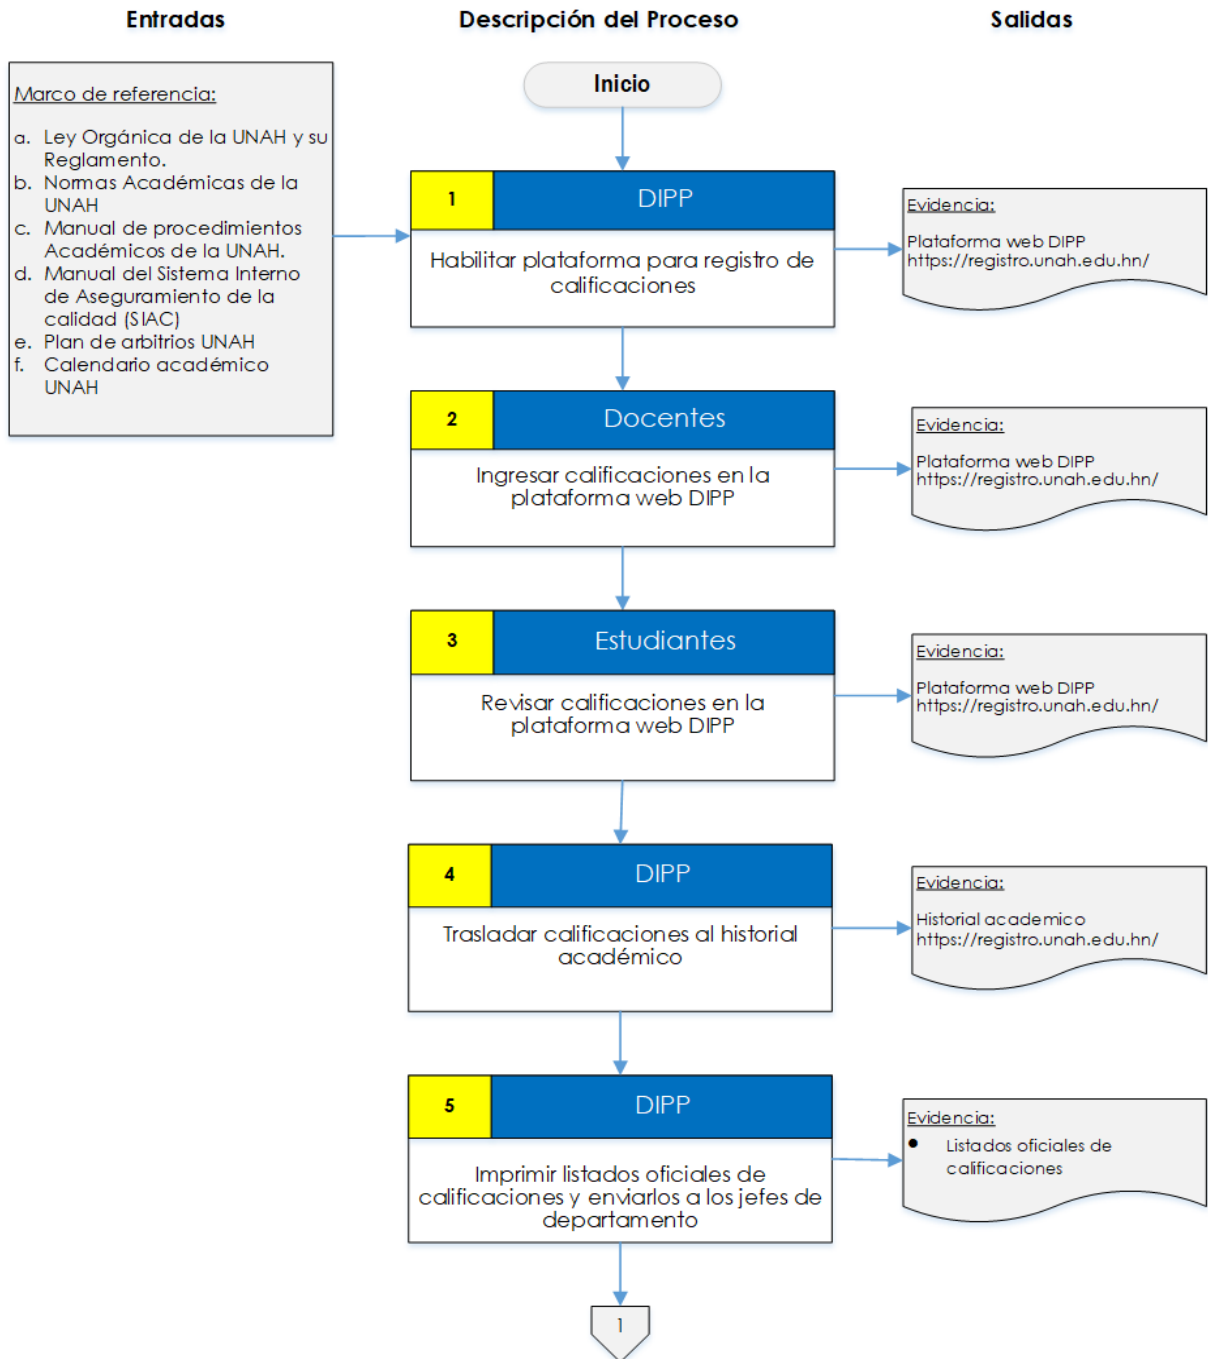 Entradas
Descripción del Proceso
Salidas
Marco de referencia:
a. Ley Orgánica de la UNAH y su
Reglamento.
b. Normas Académicas de la
UNAH
c. Manual de procedimientos
Académicos de la UNAH.
d. Manual del Sistema Interno
de Aseguramiento de la
calidad (SIAC)
e. Plan de arbitrios UNAH
f. Calendario académico
UNAH
Inicio
1
DIPP
Habilitar plataforma para registro de
calificaciones
Evidencia:
Plataforma web DIPP
https://registro.unah.edu.hn/
2
Docentes
Ingresar calificaciones en la
plataforma web DIPP
Evidencia:
Plataforma web DIPP
https://registro.unah.edu.hn/
3
Estudiantes
Revisar calificaciones en la
plataforma web DIPP
Evidencia:
Plataforma web DIPP
https://registro.unah.edu.hn/
4
DIPP
Trasladar calificaciones al historial
académico
Evidencia:
Historial academico
https://registro.unah.edu.hn/
5
DIPP
Imprimir listados oficiales de
calificaciones y enviarlos a los jefes de
departamento
Evidencia:
● Listados oficiales de
calificaciones
1